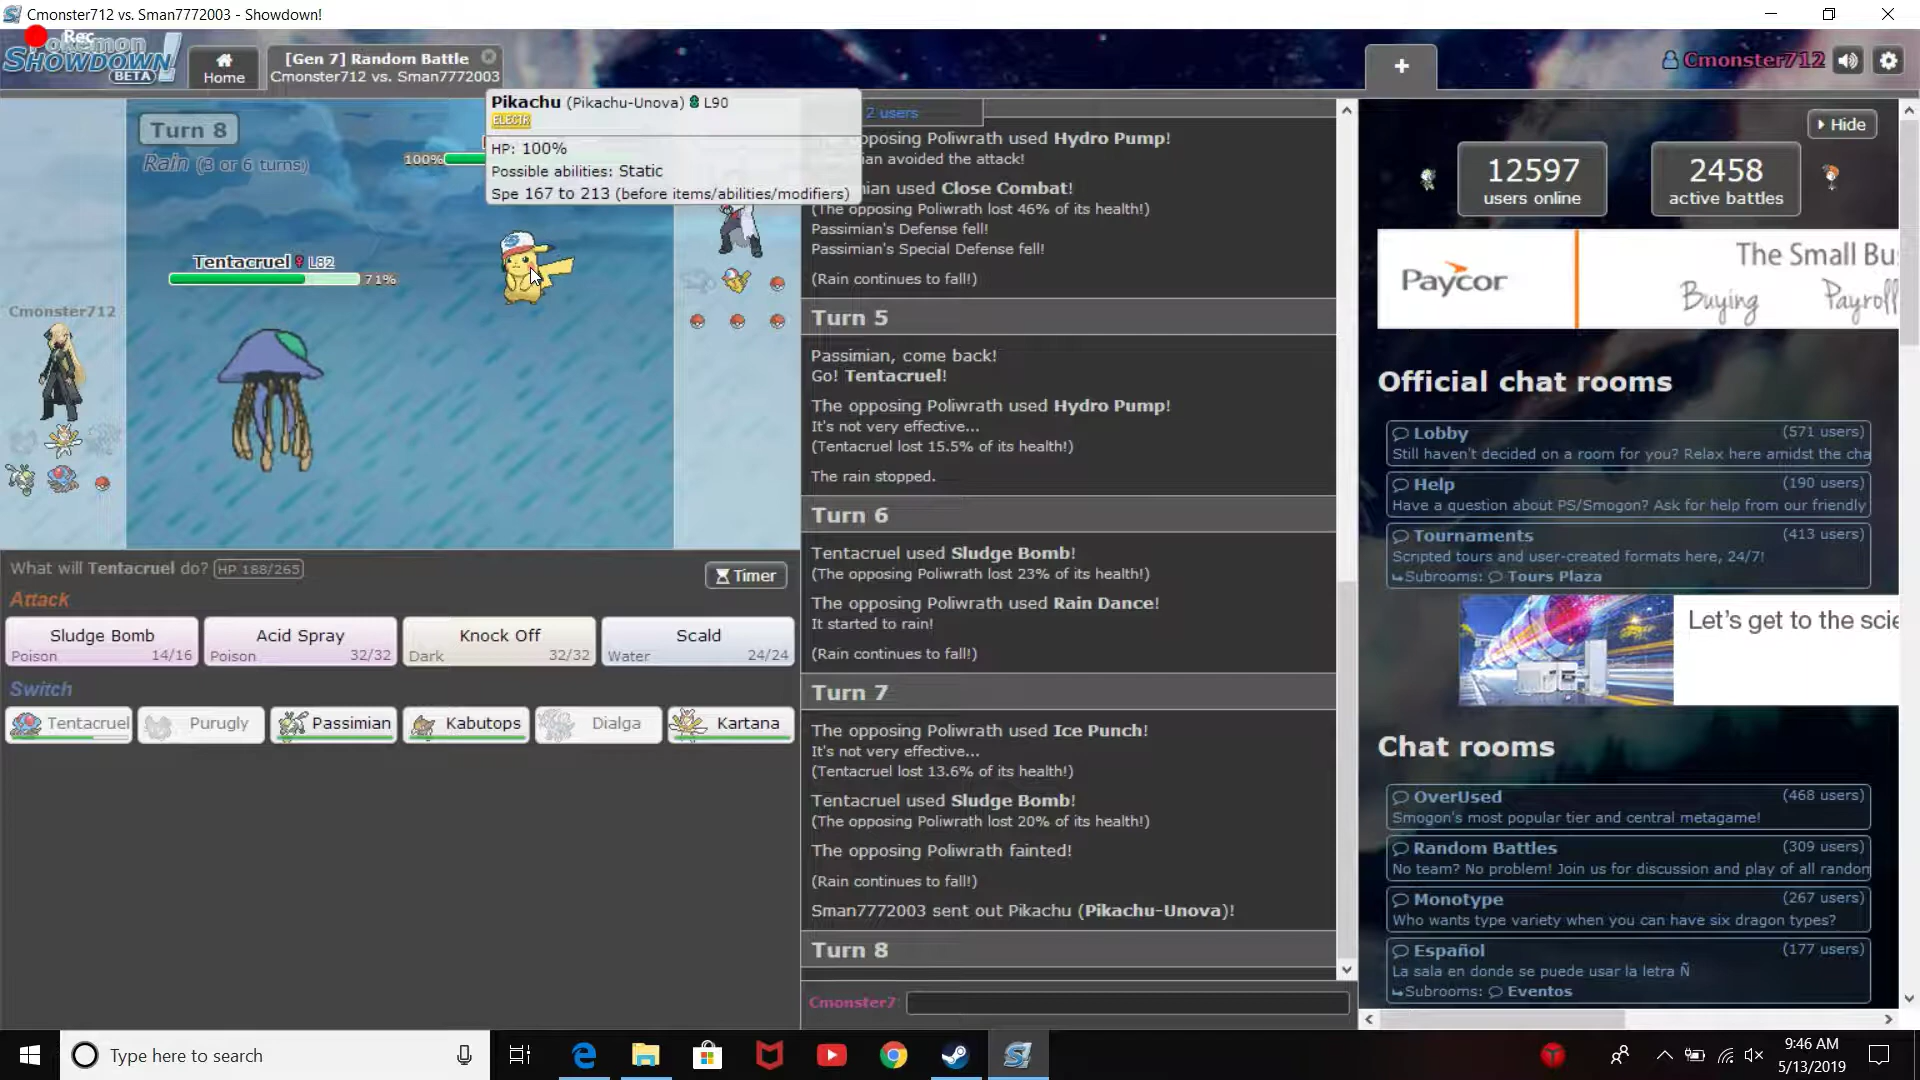 Cmonster712 vs. Sman7772003 - Showdown!
Rec
Pokémon
SHOWDOWN!
BETA
Home
[Gen 7] Random Battle
Cmonster712 vs. Sman7772003
+
Cmonster712
Turn 8
Rain (3 or 6 turns)
100%
Pikachu (Pikachu-Unova) L90
ELECTR
HP: 100%
Possible abilities: Static
Spe 167 to 213 (before items/abilities/modifiers)
Tentacruel L82
71%
Cmonster712
What will Tentacruel do? HP 188/265
Timer
Attack
Sludge Bomb
Poison 14/16
Acid Spray
Poison 32/32
Knock Off
Dark 32/32
Scald
Water 24/24
Switch
Tentacruel
Purugly
Passimian
Kabutops
Dialga
Kartana
2 users
pposing Poliwrath used Hydro Pump!
ian avoided the attack!
nian used Close Combat!
(The opposing Poliwrath lost 46% of its health!)
Passimian's Defense fell!
Passimian's Special Defense fell!
(Rain continues to fall!)
Turn 5
Passimian, come back!
Go! Tentacruel!
The opposing Poliwrath used Hydro Pump!
It's not very effective...
(Tentacruel lost 15.5% of its health!)
The rain stopped.
Turn 6
Tentacruel used Sludge Bomb!
(The opposing Poliwrath lost 23% of its health!)
The opposing Poliwrath used Rain Dance!
It started to rain!
(Rain continues to fall!)
Turn 7
The opposing Poliwrath used Ice Punch!
It's not very effective...
(Tentacruel lost 13.6% of its health!)
Tentacruel used Sludge Bomb!
(The opposing Poliwrath lost 20% of its health!)
The opposing Poliwrath fainted!
(Rain continues to fall!)
Sman7772003 sent out Pikachu (Pikachu-Unova)!
Turn 8
Cmonster7
Hide
12597
users online
2458
active battles
Paycor
The Small Bu
Buying
Payroll
Official chat rooms
Lobby (571 users)
Still haven't decided on a room for you? Relax here amidst the cha
Help (190 users)
Have a question about PS/Smogon? Ask for help from our friendly
Tournaments (413 users)
Scripted tours and user-created formats here, 24/7!
↳Subrooms: Tours Plaza
Let's get to the scie
Chat rooms
OverUsed (468 users)
Smogon's most popular tier and central metagame!
Random Battles (309 users)
No team? No problem! Join us for discussion and play of all randon
Monotype (267 users)
Who wants type variety when you can have six dragon types?
Español (177 users)
La sala en donde se puede usar la letra Ñ
↳Subrooms: Eventos
Type here to search
9:46 AM
5/13/2019